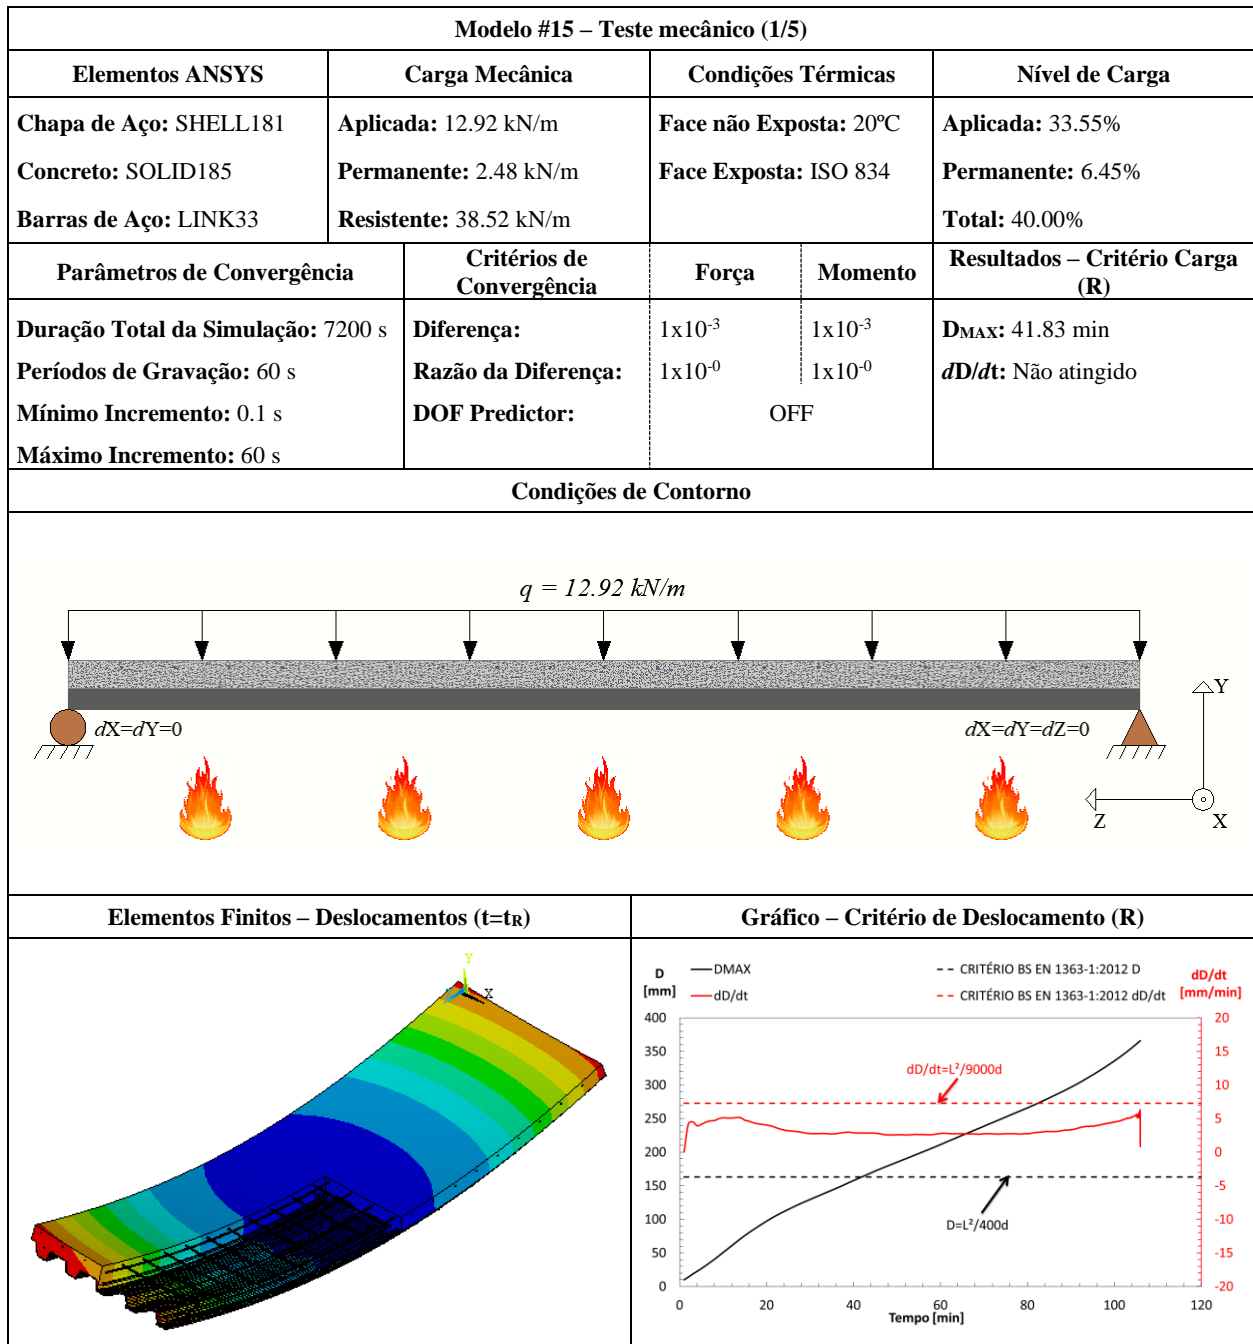 Modelo #15 – Teste mecânico (1/5)
Elementos ANSYS
Carga Mecânica
Condições Térmicas
Nível de Carga
Chapa de Aço: SHELL181
Concreto: SOLID185
Barras de Aço: LINK33
Aplicada: 12.92 kN/m
Permanente: 2.48 kN/m
Resistente: 38.52 kN/m
Face não Exposta: 20ºC
Face Exposta: ISO 834
Aplicada: 33.55%
Permanente: 6.45%
Total: 40.00%
Parâmetros de Convergência
Critérios de
Convergência
Força
Momento
Resultados – Critério Carga
(R)
Duração Total da Simulação: 7200 s
Períodos de Gravação: 60 s
Mínimo Incremento: 0.1 s
Máximo Incremento: 60 s
Diferença: 1x10⁻³ 1x10⁻³
Razão da Diferença: 1x10⁻⁰ 1x10⁻⁰
DOF Predictor: OFF
DMAX: 41.83 min
dD/dt: Não atingido
Condições de Contorno
q = 12.92 kN/m
dX=dY=0
dX=dY=dZ=0
Y
Z
X
Elementos Finitos – Deslocamentos (t=tR)
Y
X
Gráfico – Critério de Deslocamento (R)
D
[mm]
DMAX
dD/dt
CRITÉRIO BS EN 1363-1:2012 D
CRITÉRIO BS EN 1363-1:2012 dD/dt
dD/dt
[mm/min]
400
350
300
250
200
150
100
50
0
20
15
10
5
0
-5
-10
-15
-20
dD/dt=L²/9000d
D=L²/400d
0 20 40 60 80 100 120
Tempo [min]